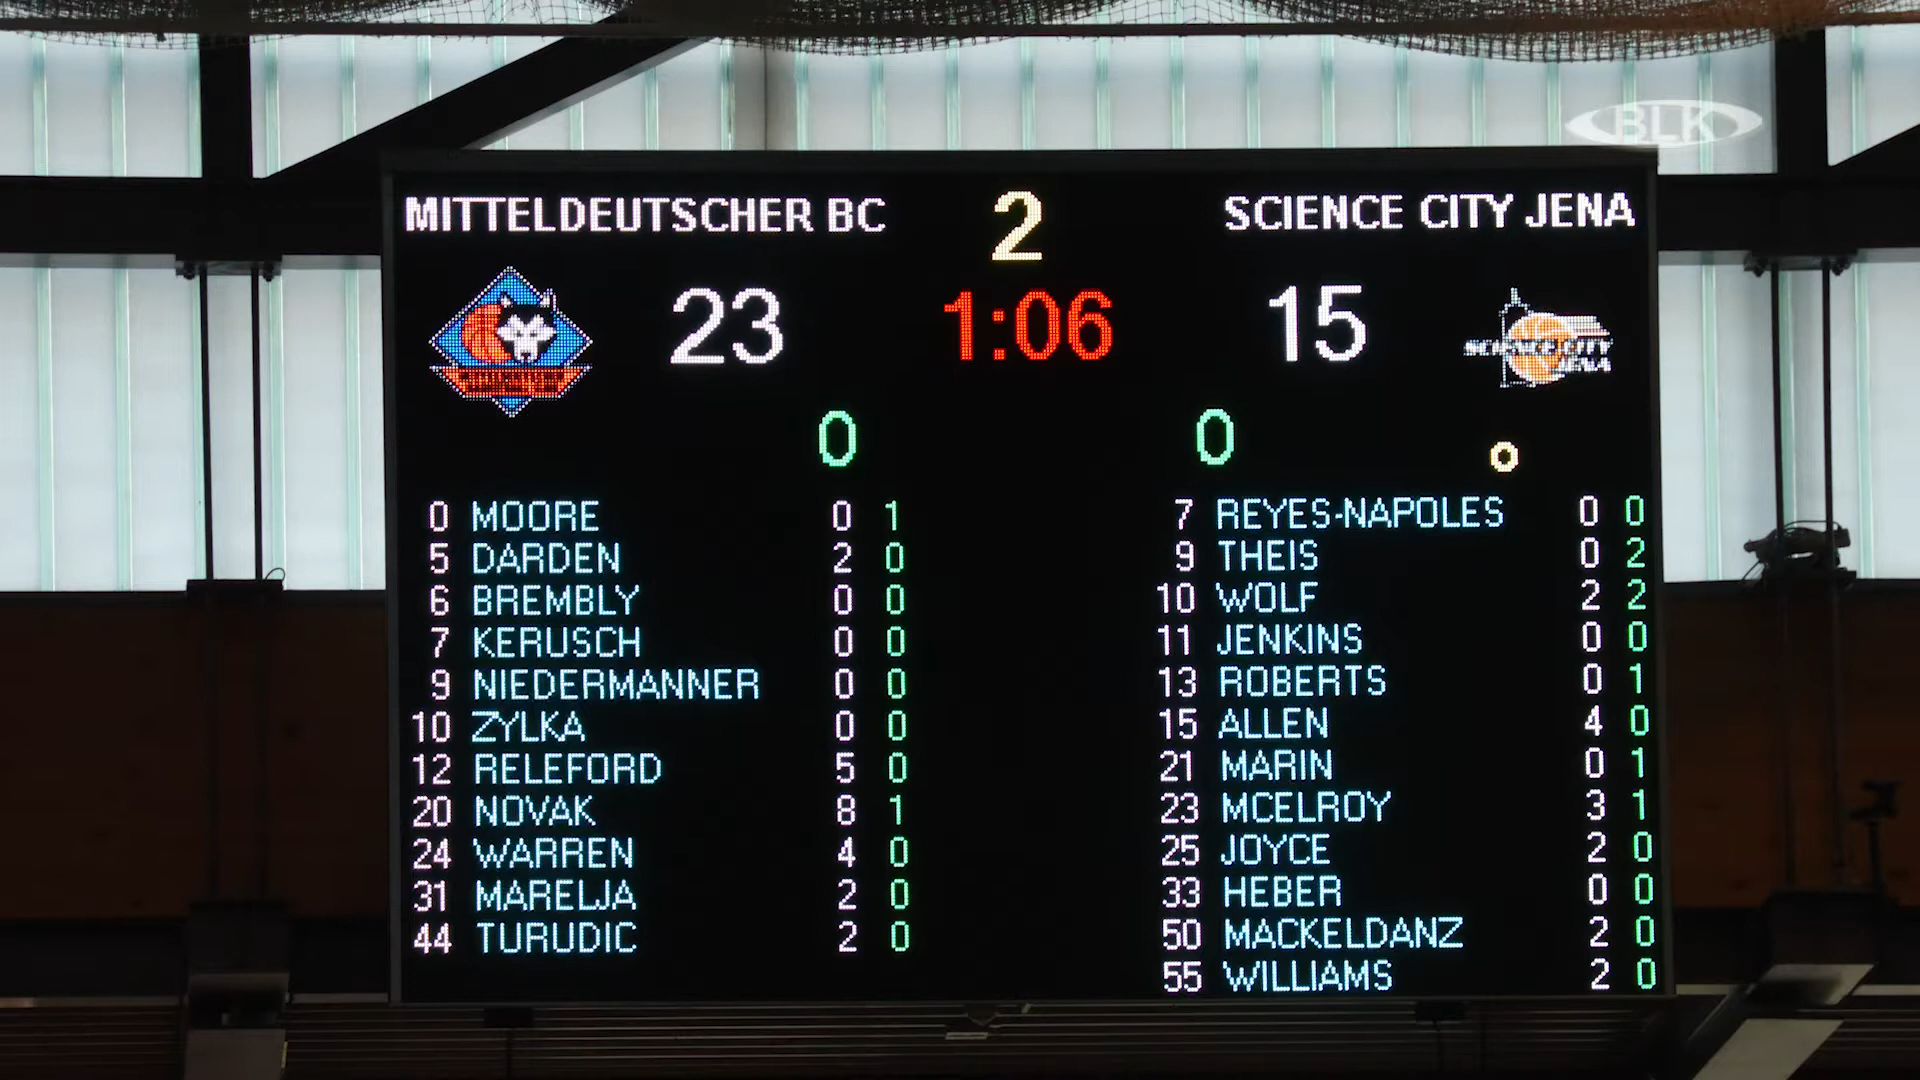 BLK
MITTELDEUTSCHER BC 2 SCIENCE CITY JENA
23 1:06 15
SCIENCE CITY
JENA
0 0
0 MOORE 0 1
5 DARDEN 2 0
6 BREMBLY 0 0
7 KERUSCH 0 0
9 NIEDERMANNER 0 0
10 ZYLKA 0 0
12 RELEFORD 5 0
20 NOVAK 8 1
24 WARREN 4 0
31 MARELJA 2 0
44 TURUDIC 2 0
7 REYES-NAPOLES 0 0
9 THEIS 0 2
10 WOLF 2 2
11 JENKINS 0 0
13 ROBERTS 0 1
15 ALLEN 4 0
21 MARIN 0 1
23 MCELROY 3 1
25 JOYCE 2 0
33 HEBER 0 0
50 MACKELDANZ 2 0
55 WILLIAMS 2 0